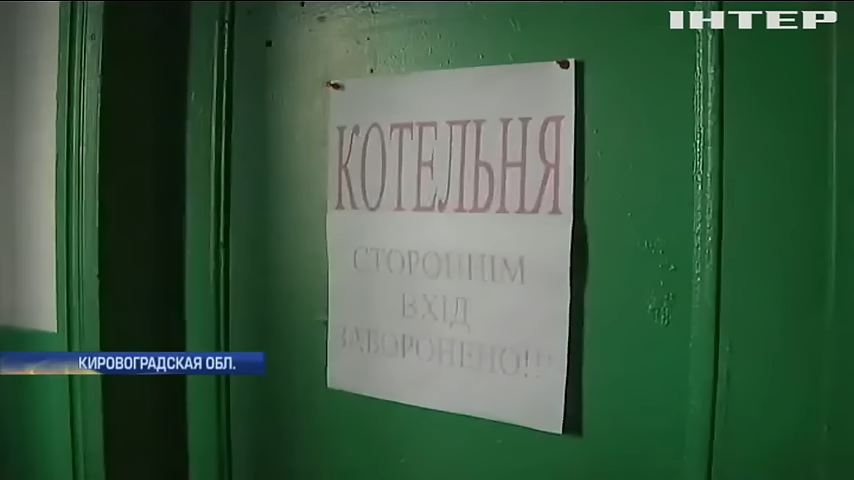 ІНТЕР
КОТЕЛЬНЯ
СТОРОННІМ
ВХІД
ЗАБОРОНЕНО!!!
КИРОВОГРАДСКАЯ ОБЛ.